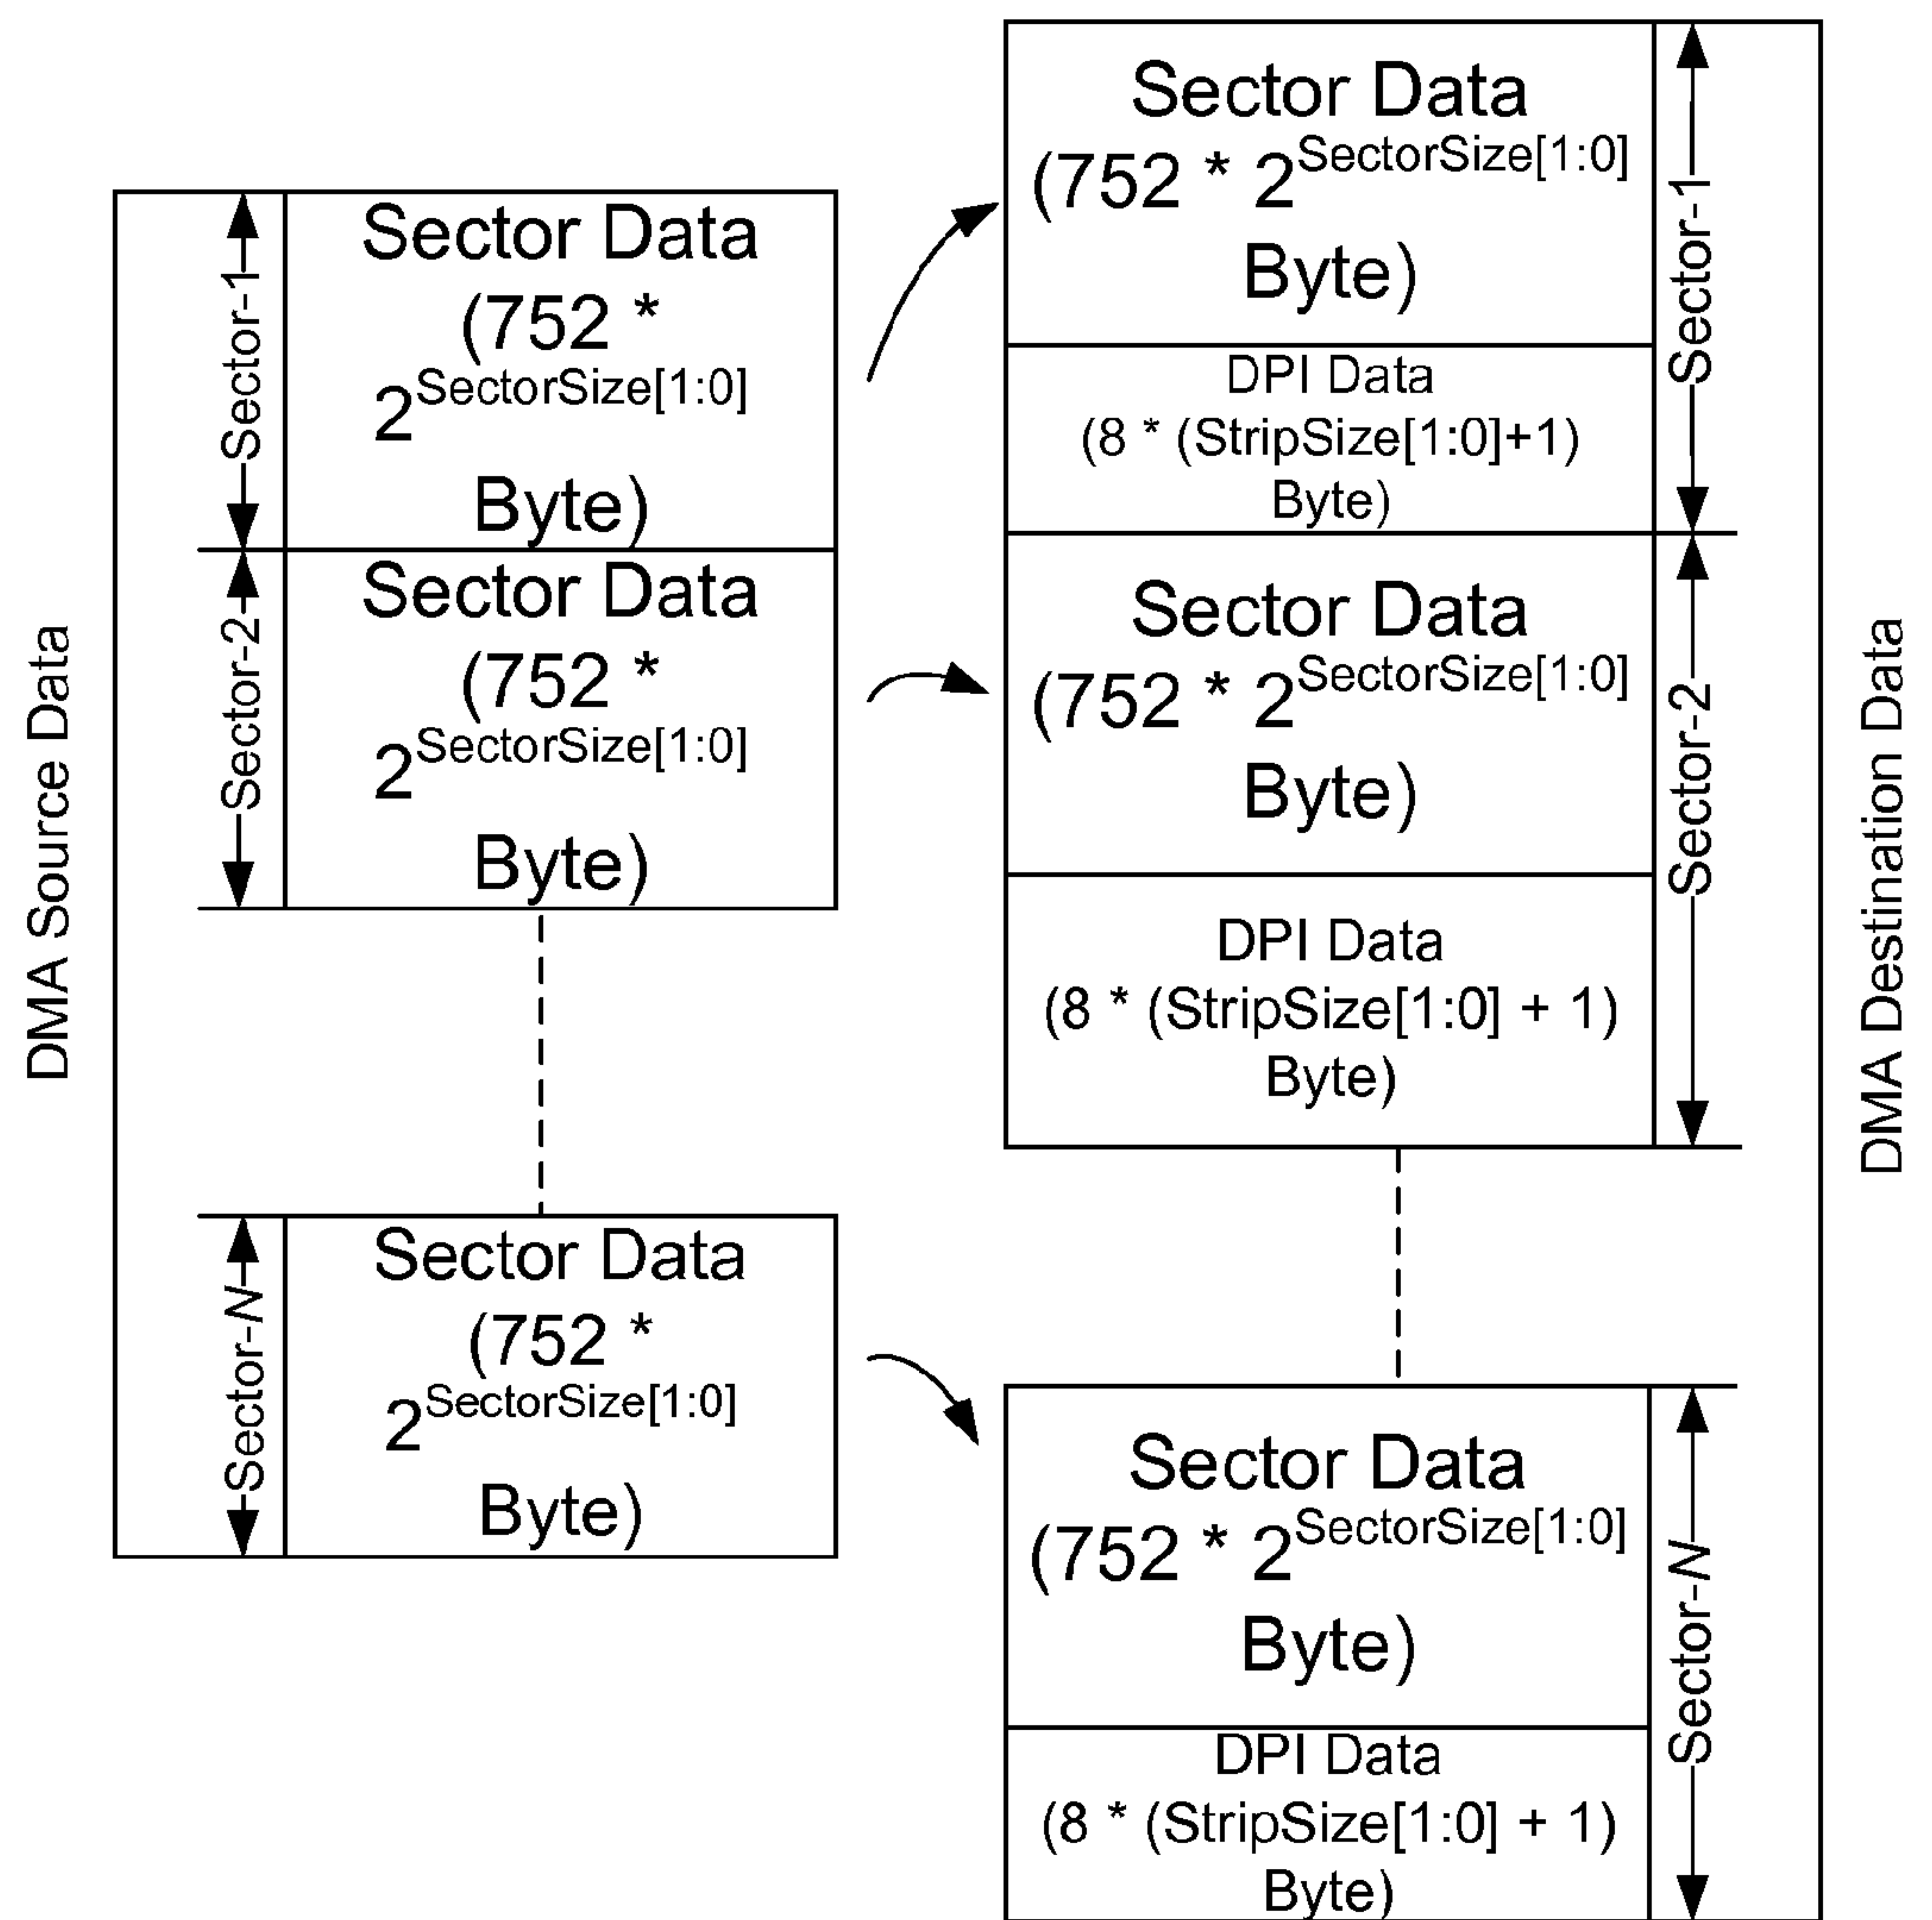 DMA Source Data
Sector-1
Sector Data
(752 *
2^SectorSize[1:0]
Byte)
Sector-2
Sector Data
(752 *
2^SectorSize[1:0]
Byte)
Sector-N
Sector Data
(752 *
2^SectorSize[1:0]
Byte)
Sector Data
(752 * 2^SectorSize[1:0]
Byte)
DPI Data
(8 * (StripSize[1:0]+1)
Byte)
Sector-1
Sector Data
(752 * 2^SectorSize[1:0]
Byte)
DPI Data
(8 * (StripSize[1:0] + 1)
Byte)
Sector-2
Sector Data
(752 * 2^SectorSize[1:0]
Byte)
DPI Data
(8 * (StripSize[1:0] + 1)
Byte)
Sector-N
DMA Destination Data